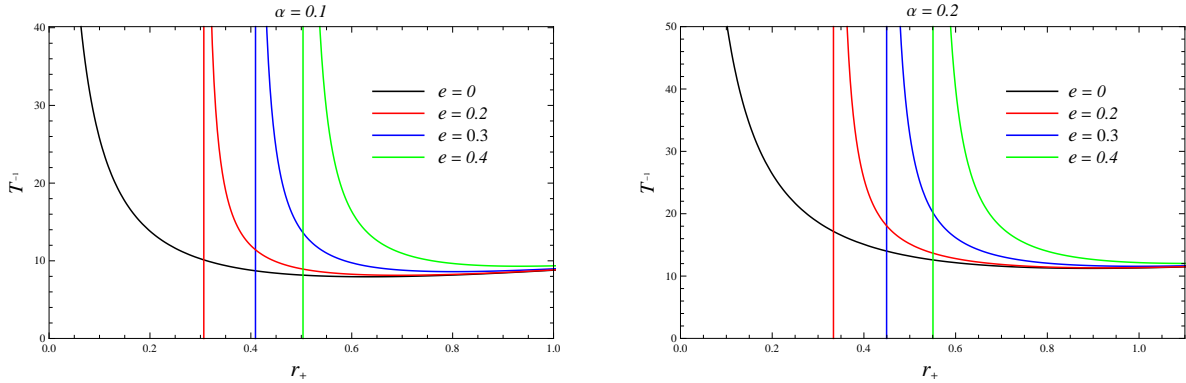 α = 0.1
40
30
20
10
0
T⁻¹
0.0 0.2 0.4 0.6 0.8 1.0
r₊
e = 0
e = 0.2
e = 0.3
e = 0.4
α = 0.2
50
40
30
20
10
0
T⁻¹
0.0 0.2 0.4 0.6 0.8 1.0
r₊
e = 0
e = 0.2
e = 0.3
e = 0.4